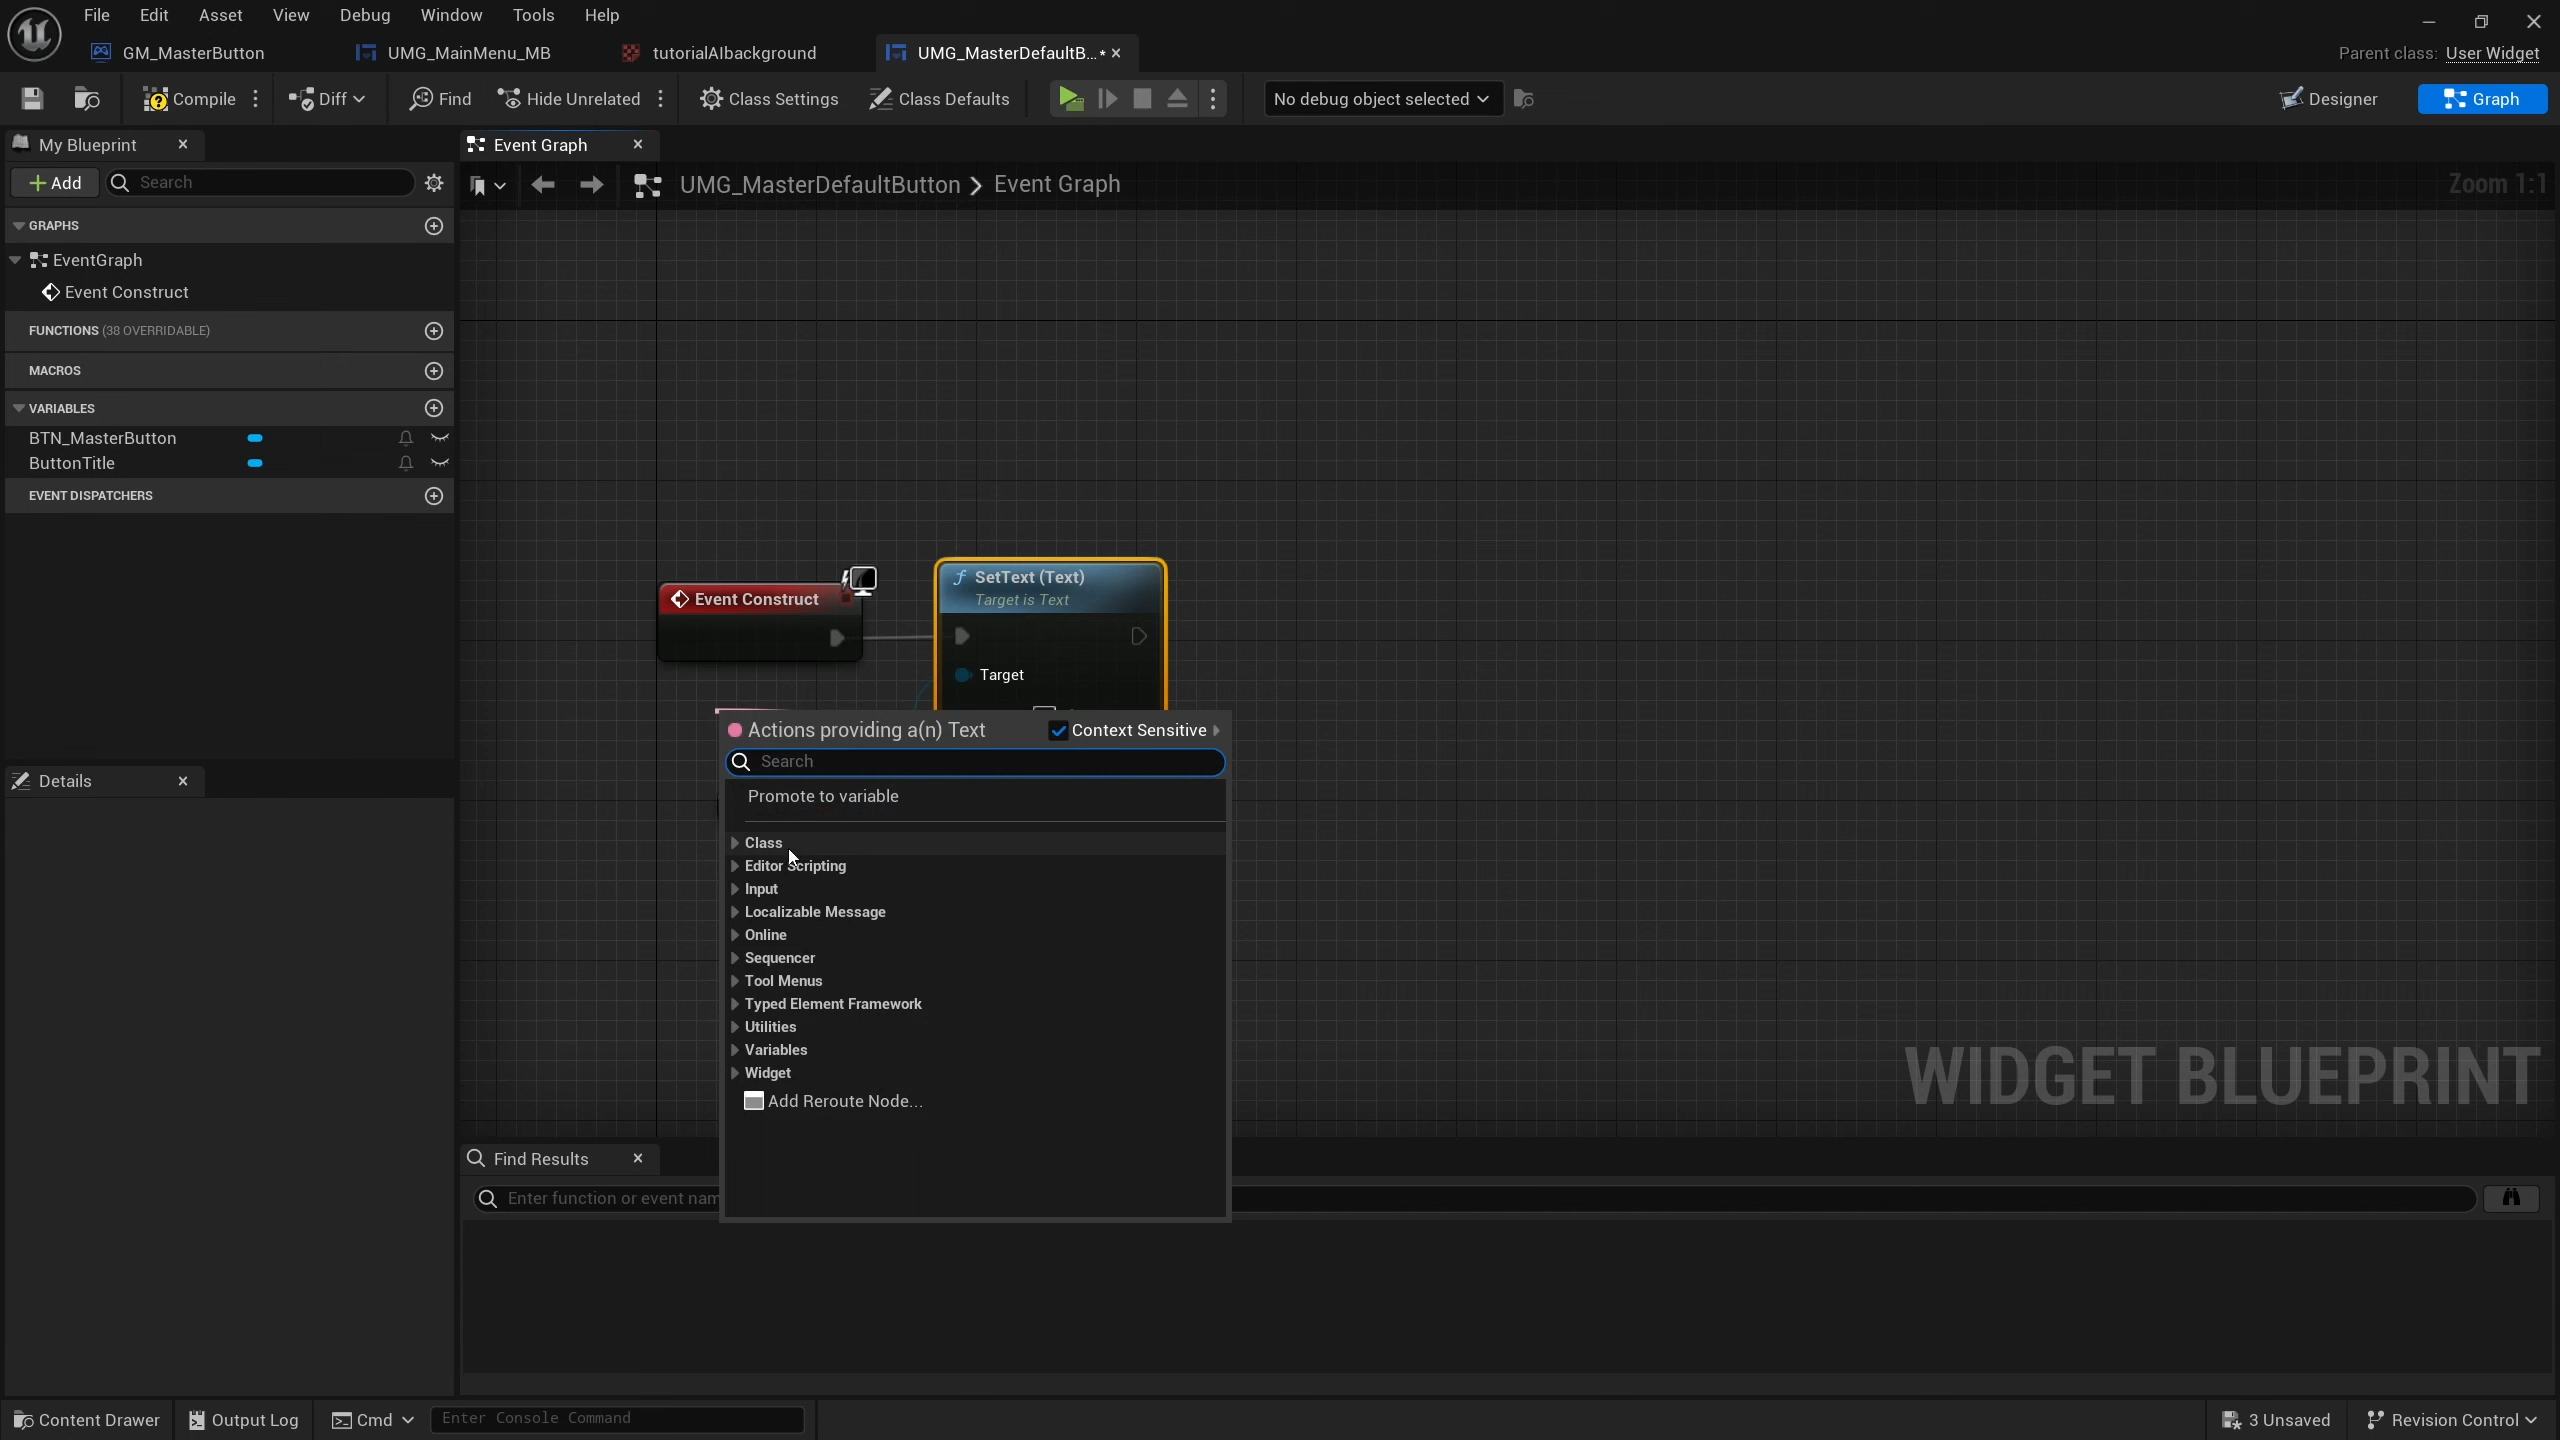 File Edit Asset View Debug Window Tools Help
GM_MasterButton UMG_MainMenu_MB tutorialAIbackground UMG_MasterDefaultB...•
Parent class: User Widget
Compile Diff Find Hide Unrelated Class Settings Class Defaults No debug object selected Designer Graph
My Blueprint
Event Graph
Add Search
UMG_MasterDefaultButton > Event Graph Zoom 1:1
GRAPHS
EventGraph
Event Construct
FUNCTIONS (38 OVERRIDABLE)
MACROS
VARIABLES
BTN_MasterButton
ButtonTitle
EVENT DISPATCHERS
Event Construct
SetText (Text)
Target is Text
Target
Actions providing a(n) Text Context Sensitive
Search
Promote to variable
Class
Editor Scripting
Input
Localizable Message
Online
Sequencer
Tool Menus
Typed Element Framework
Utilities
Variables
Widget
Add Reroute Node...
Details
WIDGET BLUEPRINT
Find Results
Enter function or event nam
Content Drawer Output Log Cmd Enter Console Command 3 Unsaved Revision Control